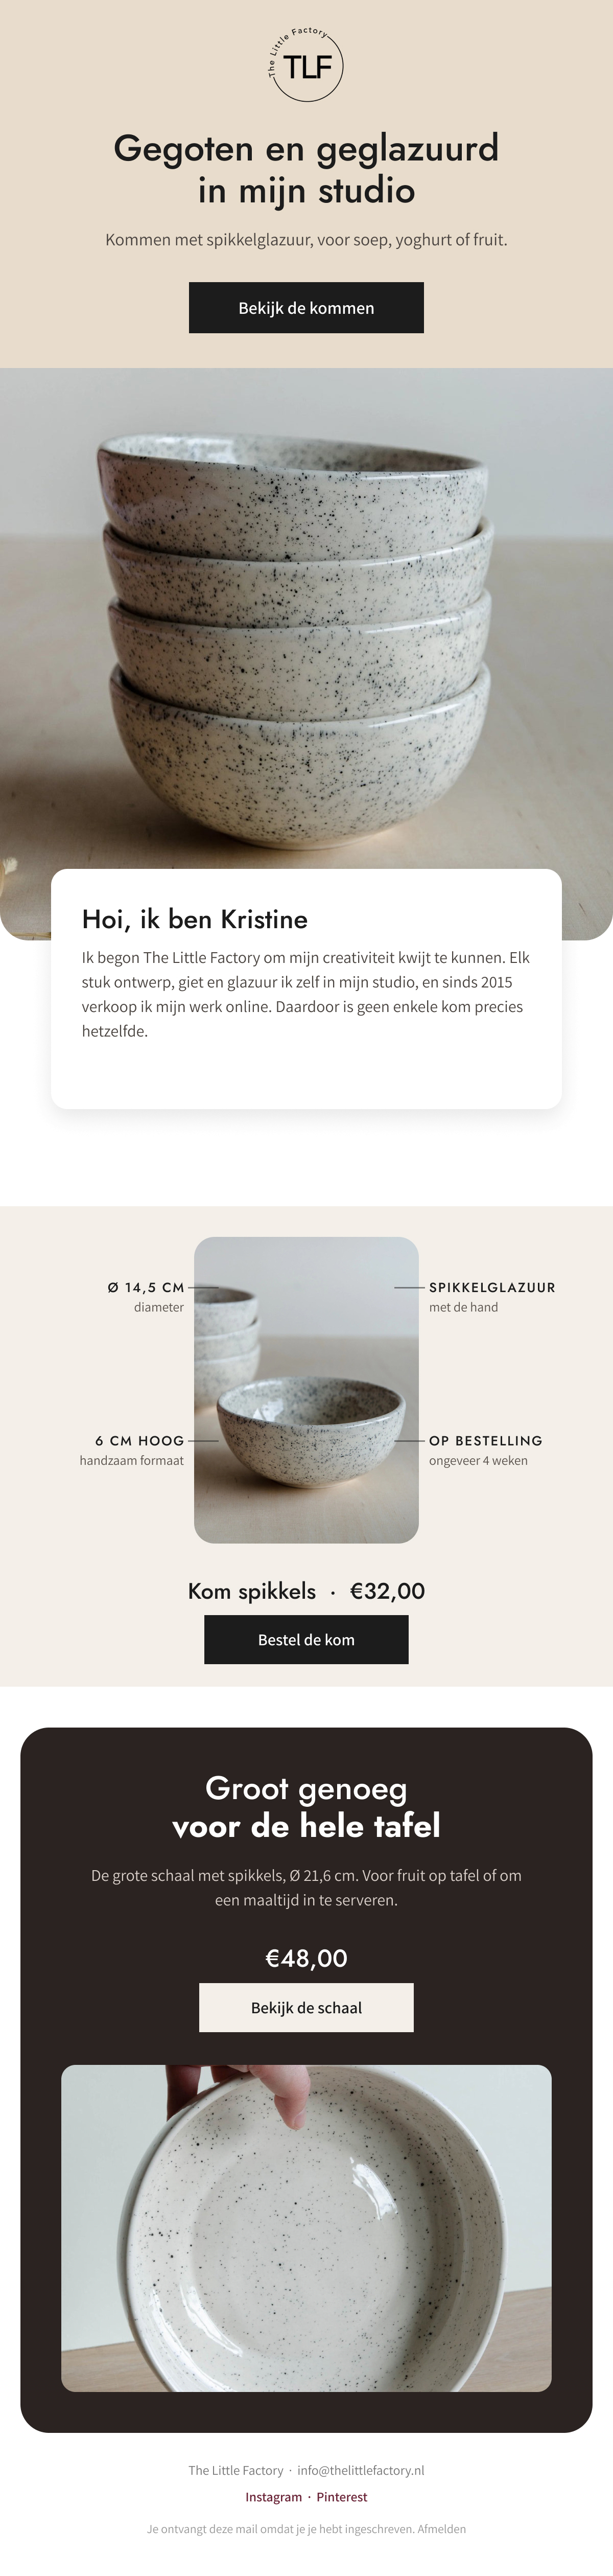 The Little Factory
TLF
Gegoten en geglazuurd
in mijn studio
Kommen met spikkelglazuur, voor soep, yoghurt of fruit.
Bekijk de kommen
Hoi, ik ben Kristine
Ik begon The Little Factory om mijn creativiteit kwijt te kunnen. Elk
stuk ontwerp, giet en glazuur ik zelf in mijn studio, en sinds 2015
verkoop ik mijn werk online. Daardoor is geen enkele kom precies
hetzelfde.
Ø 14,5 CM
diameter
SPIKKELGLAZUUR
met de hand
6 CM HOOG
handzaam formaat
OP BESTELLING
ongeveer 4 weken
Kom spikkels · €32,00
Bestel de kom
Groot genoeg
voor de hele tafel
De grote schaal met spikkels, Ø 21,6 cm. Voor fruit op tafel of om
een maaltijd in te serveren.
€48,00
Bekijk de schaal
The Little Factory · info@thelittlefactory.nl
Instagram · Pinterest
Je ontvangt deze mail omdat je je hebt ingeschreven. Afmelden